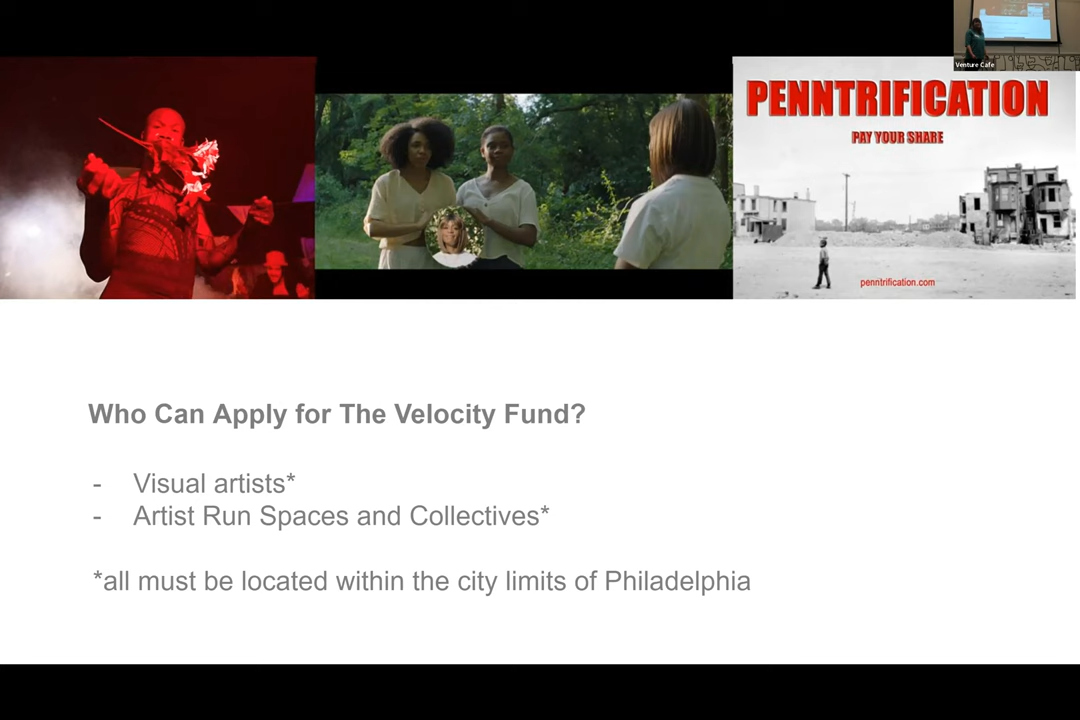 Venture Cafe
PENNTRIFICATION
PAY YOUR SHARE
penntrification.com
Who Can Apply for The Velocity Fund?
- Visual artists*
- Artist Run Spaces and Collectives*
*all must be located within the city limits of Philadelphia